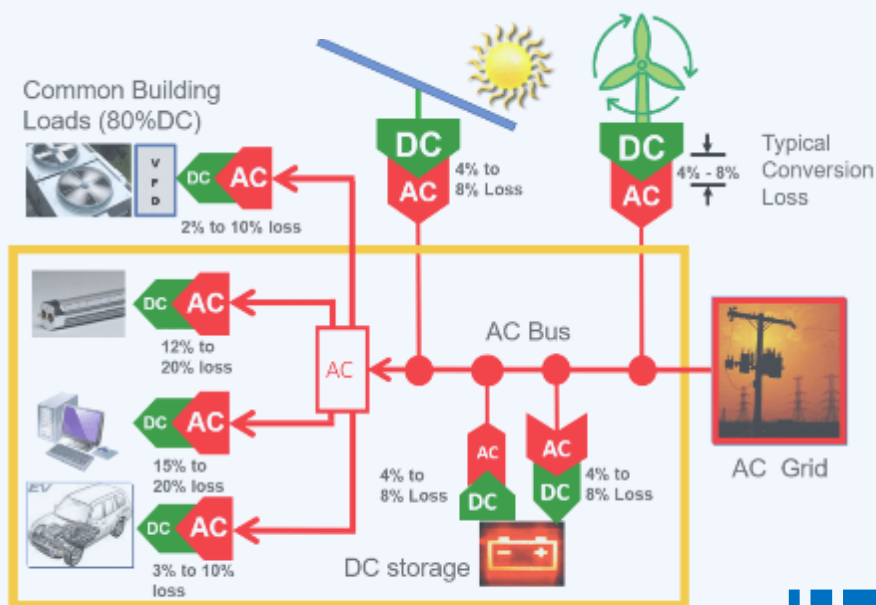 Common Building
Loads (80%DC)
V
F
D
DC
AC
2% to 10% loss
DC
AC
4% to
8% Loss
DC
AC
4% - 8%
Typical
Conversion
Loss
DC
AC
12% to
20% loss
DC
AC
15% to
20% loss
EV
DC
AC
3% to 10%
loss
AC
AC Bus
4% to
8% Loss
AC
DC
AC
DC
4% to
8% Loss
DC storage
AC Grid